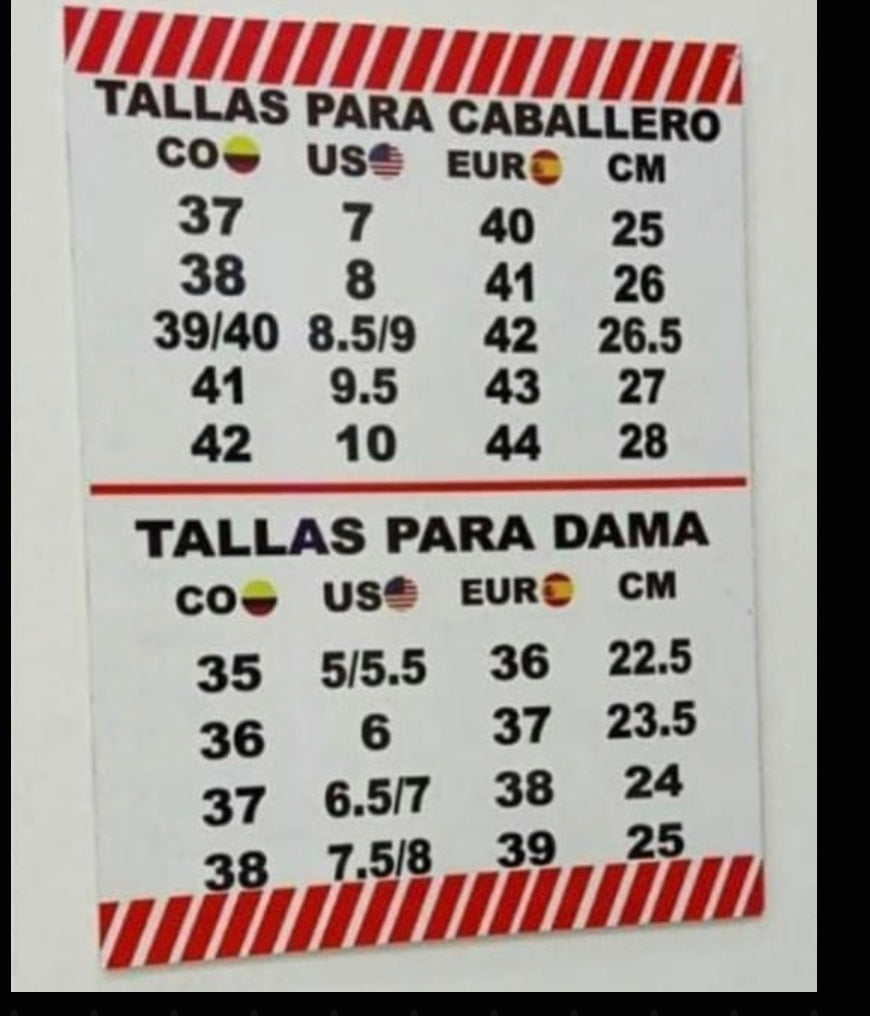 TALLAS PARA CABALLERO
CO US EUR CM
37 7 40 25
38 8 41 26
39/40 8.5/9 42 26.5
41 9.5 43 27
42 10 44 28
TALLAS PARA DAMA
CO US EUR CM
35 5/5.5 36 22.5
36 6 37 23.5
37 6.5/7 38 24
38 7.5/8 39 25